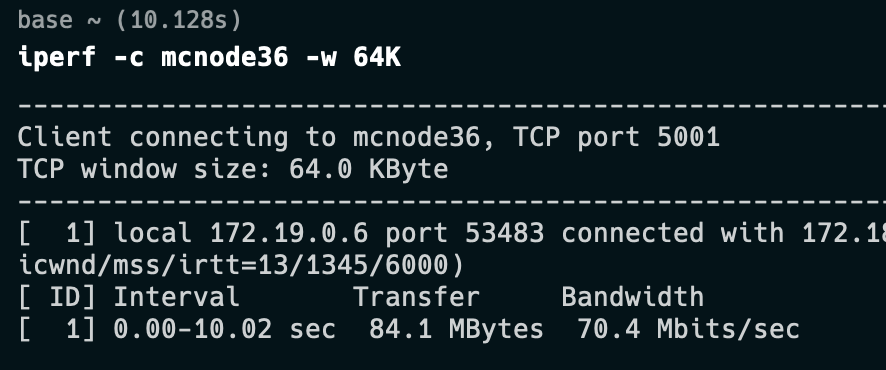 base ~ (10.128s)
iperf -c mcnode36 -w 64K
------------------------------------------------------------
Client connecting to mcnode36, TCP port 5001
TCP window size: 64.0 KByte
------------------------------------------------------------
[  1] local 172.19.0.6 port 53483 connected with 172.18
icwnd/mss/irtt=13/1345/6000)
[ ID] Interval       Transfer     Bandwidth
[  1] 0.00-10.02 sec  84.1 MBytes  70.4 Mbits/sec